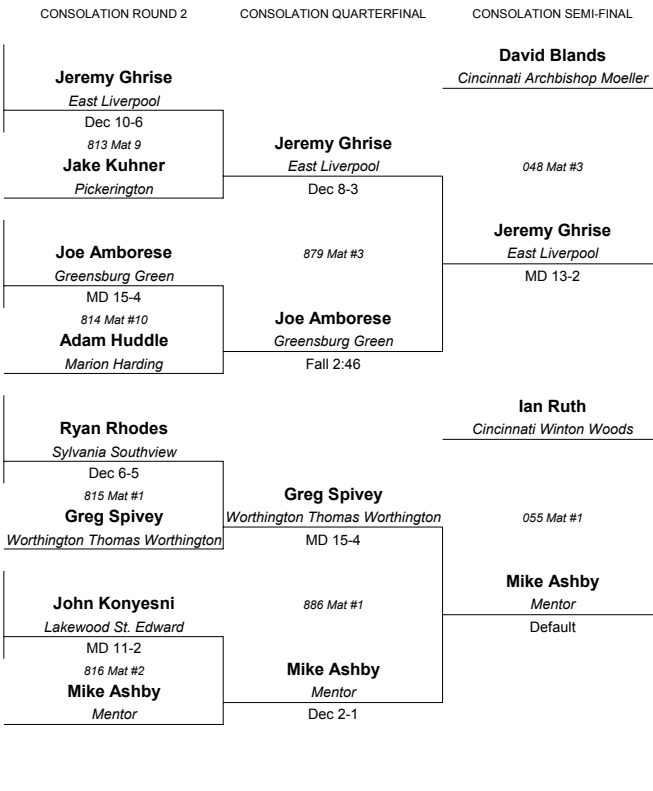 CONSOLATION ROUND 2
CONSOLATION QUARTERFINAL
CONSOLATION SEMI-FINAL
Jeremy Ghrise
East Liverpool
Dec 10-6
813 Mat 9
Jake Kuhner
Pickerington
Joe Amborese
Greensburg Green
MD 15-4
814 Mat #10
Adam Huddle
Marion Harding
Ryan Rhodes
Sylvania Southview
Dec 6-5
815 Mat #1
Greg Spivey
Worthington Thomas Worthington
John Konyesni
Lakewood St. Edward
MD 11-2
816 Mat #2
Mike Ashby
Mentor
Jeremy Ghrise
East Liverpool
Dec 8-3
879 Mat #3
Joe Amborese
Greensburg Green
Fall 2:46
Greg Spivey
Worthington Thomas Worthington
MD 15-4
886 Mat #1
Mike Ashby
Mentor
Dec 2-1
David Blands
Cincinnati Archbishop Moeller
048 Mat #3
Jeremy Ghrise
East Liverpool
MD 13-2
Ian Ruth
Cincinnati Winton Woods
055 Mat #1
Mike Ashby
Mentor
Default